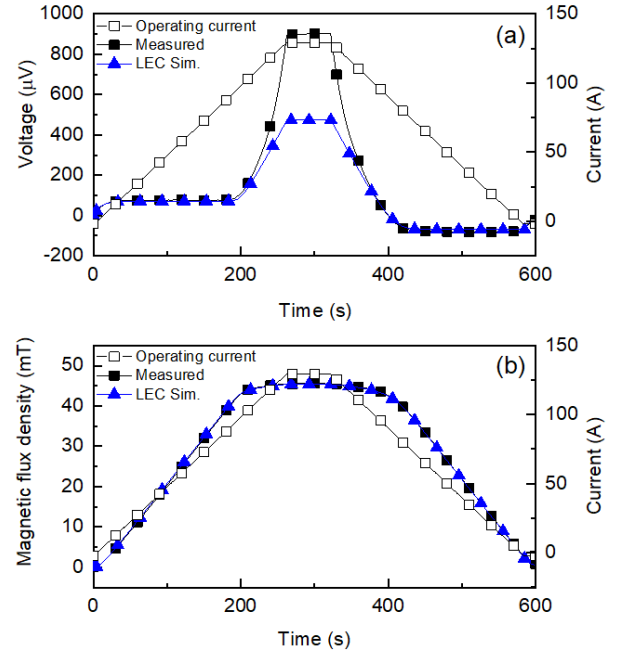 (a)
Operating current
Measured
LEC Sim.
1000
800
600
400
200
0
-200
Voltage (μV)
150
100
50
0
Current (A)
0
200
400
600
Time (s)
(b)
Operating current
Measured
LEC Sim.
50
40
30
20
10
0
Magnetic flux density (mT)
150
100
50
0
Current (A)
0
200
400
600
Time (s)